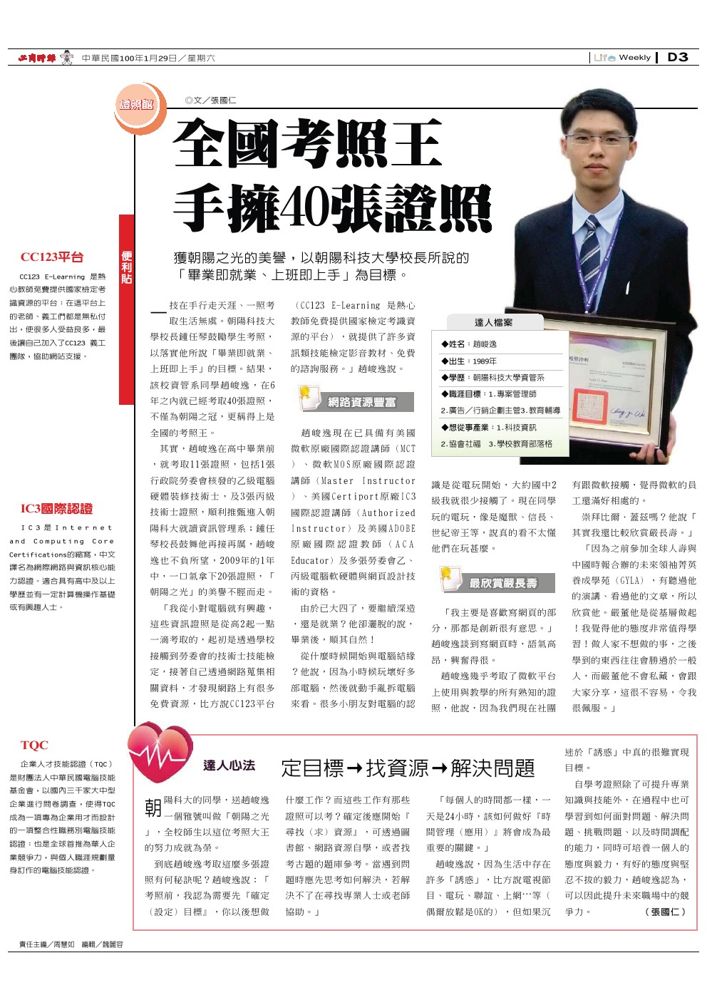 工商時報
中華民國100年1月29日／星期六
Life Weekly
D3
證照館
◎文／張國仁
全國考照王
手擁40張證照
獲朝陽之光的美譽，以朝陽科技大學校長所說的
「畢業即就業、上班即上手」為目標。
便利貼
CC123平台
CC123 E-Learning 是熱
心教師免費提供國家檢定考
識資源的平台：在這平台上
的老師、義工們都是無私付
出，使很多人受益良多，最
後讓自己加入了CC123 義工
團隊，協助網站支援。
IC3國際認證
IC3是Internet
and Computing Core
Certifications的縮寫，中文
譯名為網際網路與資訊核心能
力認證。適合具有高中及以上
學歷並有一定計算機操作基礎
或有興趣人士。
TQC
企業人才技能認證（TQC）
是財團法人中華民國電腦技能
基金會，以國內三千家大中型
企業進行問卷調查，使得TQC
成為一項專為企業用才而設計
的一項整合性職務別電腦技能
認證：也是全球首推為華人企
業競爭力，與個人職涯規劃量
身訂作的電腦技能認證。
一技在手行走天涯、一照考
取生活無虞。朝陽科技大
學校長鍾任琴鼓勵學生考照，
以落實他所說「畢業即就業、
上班即上手」的目標。結果，
該校資管系同學趙峻逸，在6
年之內就已經考取40張證照，
不僅為朝陽之冠，更稱得上是
全國的考照王。
其實，趙峻逸在高中畢業前
，就考取11張證照，包括1張
行政院勞委會核發的乙級電腦
硬體裝修技術士，及3張丙級
技術士證照，順利推甄進入朝
陽科大就讀資訊管理系；鍾任
琴校長鼓舞他再接再厲，趙峻
逸也不負所望，2009年的1年
中，一口氣拿下20張證照，「
朝陽之光」的美譽不脛而走。
「我從小對電腦就有興趣，
這些資訊證照是從高2起一點
一滴考取的，起初是透過學校
接觸到勞委會的技術士技能檢
定，接著自己透過網路蒐集相
關資料，才發現網路上有很多
免費資源，比方說CC123平台
（CC123 E-Learning 是熱心
教師免費提供國家檢定考識資
源的平台），就提供了許多資
訊類技能檢定影音教材、免費
的諮詢服務。」趙峻逸說。
網路資源豐富
趙峻逸現在已具備有美國
微軟原廠國際認證講師（MCT
）、微軟MOS原廠國際認證
講師（Master Instructor
）、美國Certiport原廠IC3
國際認證講師（Authorized
Instructor）及美國ADOBE
原廠國際認證教師（ACA
Educator）及多張勞委會乙、
丙級電腦軟硬體與網頁設計技
術的資格。
由於已大四了，要繼續深造
，還是就業？他卻灑脫的說，
畢業後，順其自然！
從什麼時候開始與電腦結緣
？他說，因為小時候玩壞好多
部電腦，然後就動手亂拆電腦
來看。很多小朋友對電腦的認
達人檔案
◆姓名：趙峻逸
◆出生：1989年
◆學歷：朝陽科技大學資管系
◆職涯目標：1.專案管理師
2.廣告／行銷企劃主管3.教育輔導
◆想從事產業：1.科技資訊
2.協會社福　3.學校教育部落格
識是從電玩開始，大約國中2
級我就很少接觸了。現在同學
玩的電玩，像是魔獸、信長、
世紀帝王等，說真的看不太懂
他們在玩甚麼。
最欣賞嚴長壽
「我主要是喜歡寫網頁的部
分，那都是創新很有意思。」
趙峻逸談到寫網頁時，語氣高
昂，興奮得很。
趙峻逸幾乎考取了微軟平台
上使用與教學的所有熟知的證
照，他說，因為我們現在社團
有跟微軟接觸，覺得微軟的員
工還滿好相處的。
崇拜比爾．蓋茲嗎？他說「
其實我還比較欣賞嚴長壽。」
「因為之前參加全球人壽與
中國時報合辦的未來領袖菁英
養成學苑（GYLA），有聽過他
的演講、看過他的文章，所以
欣賞他。嚴董他是從基層做起
！我覺得他的態度非常值得學
習！做人家不想做的事，之後
學到的東西往往會勝過於一般
人，而嚴董他不會私藏，會跟
大家分享，這很不容易，令我
很佩服。」
達人心法
定目標→找資源→解決問題
朝陽科大的同學，送趙峻逸
一個雅號叫做「朝陽之光
」，全校師生以這位考照大王
的努力成就為榮。
到底趙峻逸考取這麼多張證
照有何秘訣呢？趙峻逸說：「
考照前，我認為需要先『確定
（設定）目標』，你以後想做
什麼工作？而這些工作有那些
證照可以考？確定後應開始『
尋找（求）資源』，可透過圖
書館、網路資源自學，或者找
考古題的題庫參考。當遇到問
題時應先思考如何解決，若解
決不了在尋找專業人士或老師
協助。」
「每個人的時間都一樣，一
天是24小時，該如何做好『時
間管理（應用）』將會成為最
重要的關鍵。」
趙峻逸說，因為生活中存在
許多「誘惑」，比方說電視節
目、電玩、聯誼、上網…等（
偶爾放鬆是OK的），但如果沉
迷於「誘惑」中真的很難實現
目標。
自學考證照除了可提升專業
知識與技能外，在過程中也可
學習到如何面對問題、解決問
題、挑戰問題、以及時間調配
的能力，同時可培養一個人的
態度與毅力，有好的態度與堅
忍不拔的毅力，趙峻逸認為，
可以因此提升未來職場中的競
爭力。（張國仁）
責任主編／周慧如　編輯／魏麗容